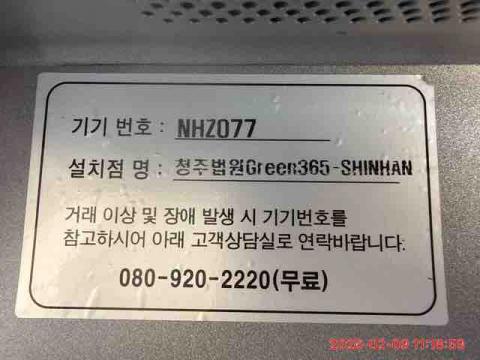 기기 번호 : NHZ077
설치점 명 : 청주법원Green365-SHINHAN
거래 이상 및 장애 발생 시 기기번호를
참고하시어 아래 고객상담실로 연락바랍니다.
080-920-2220(무료)